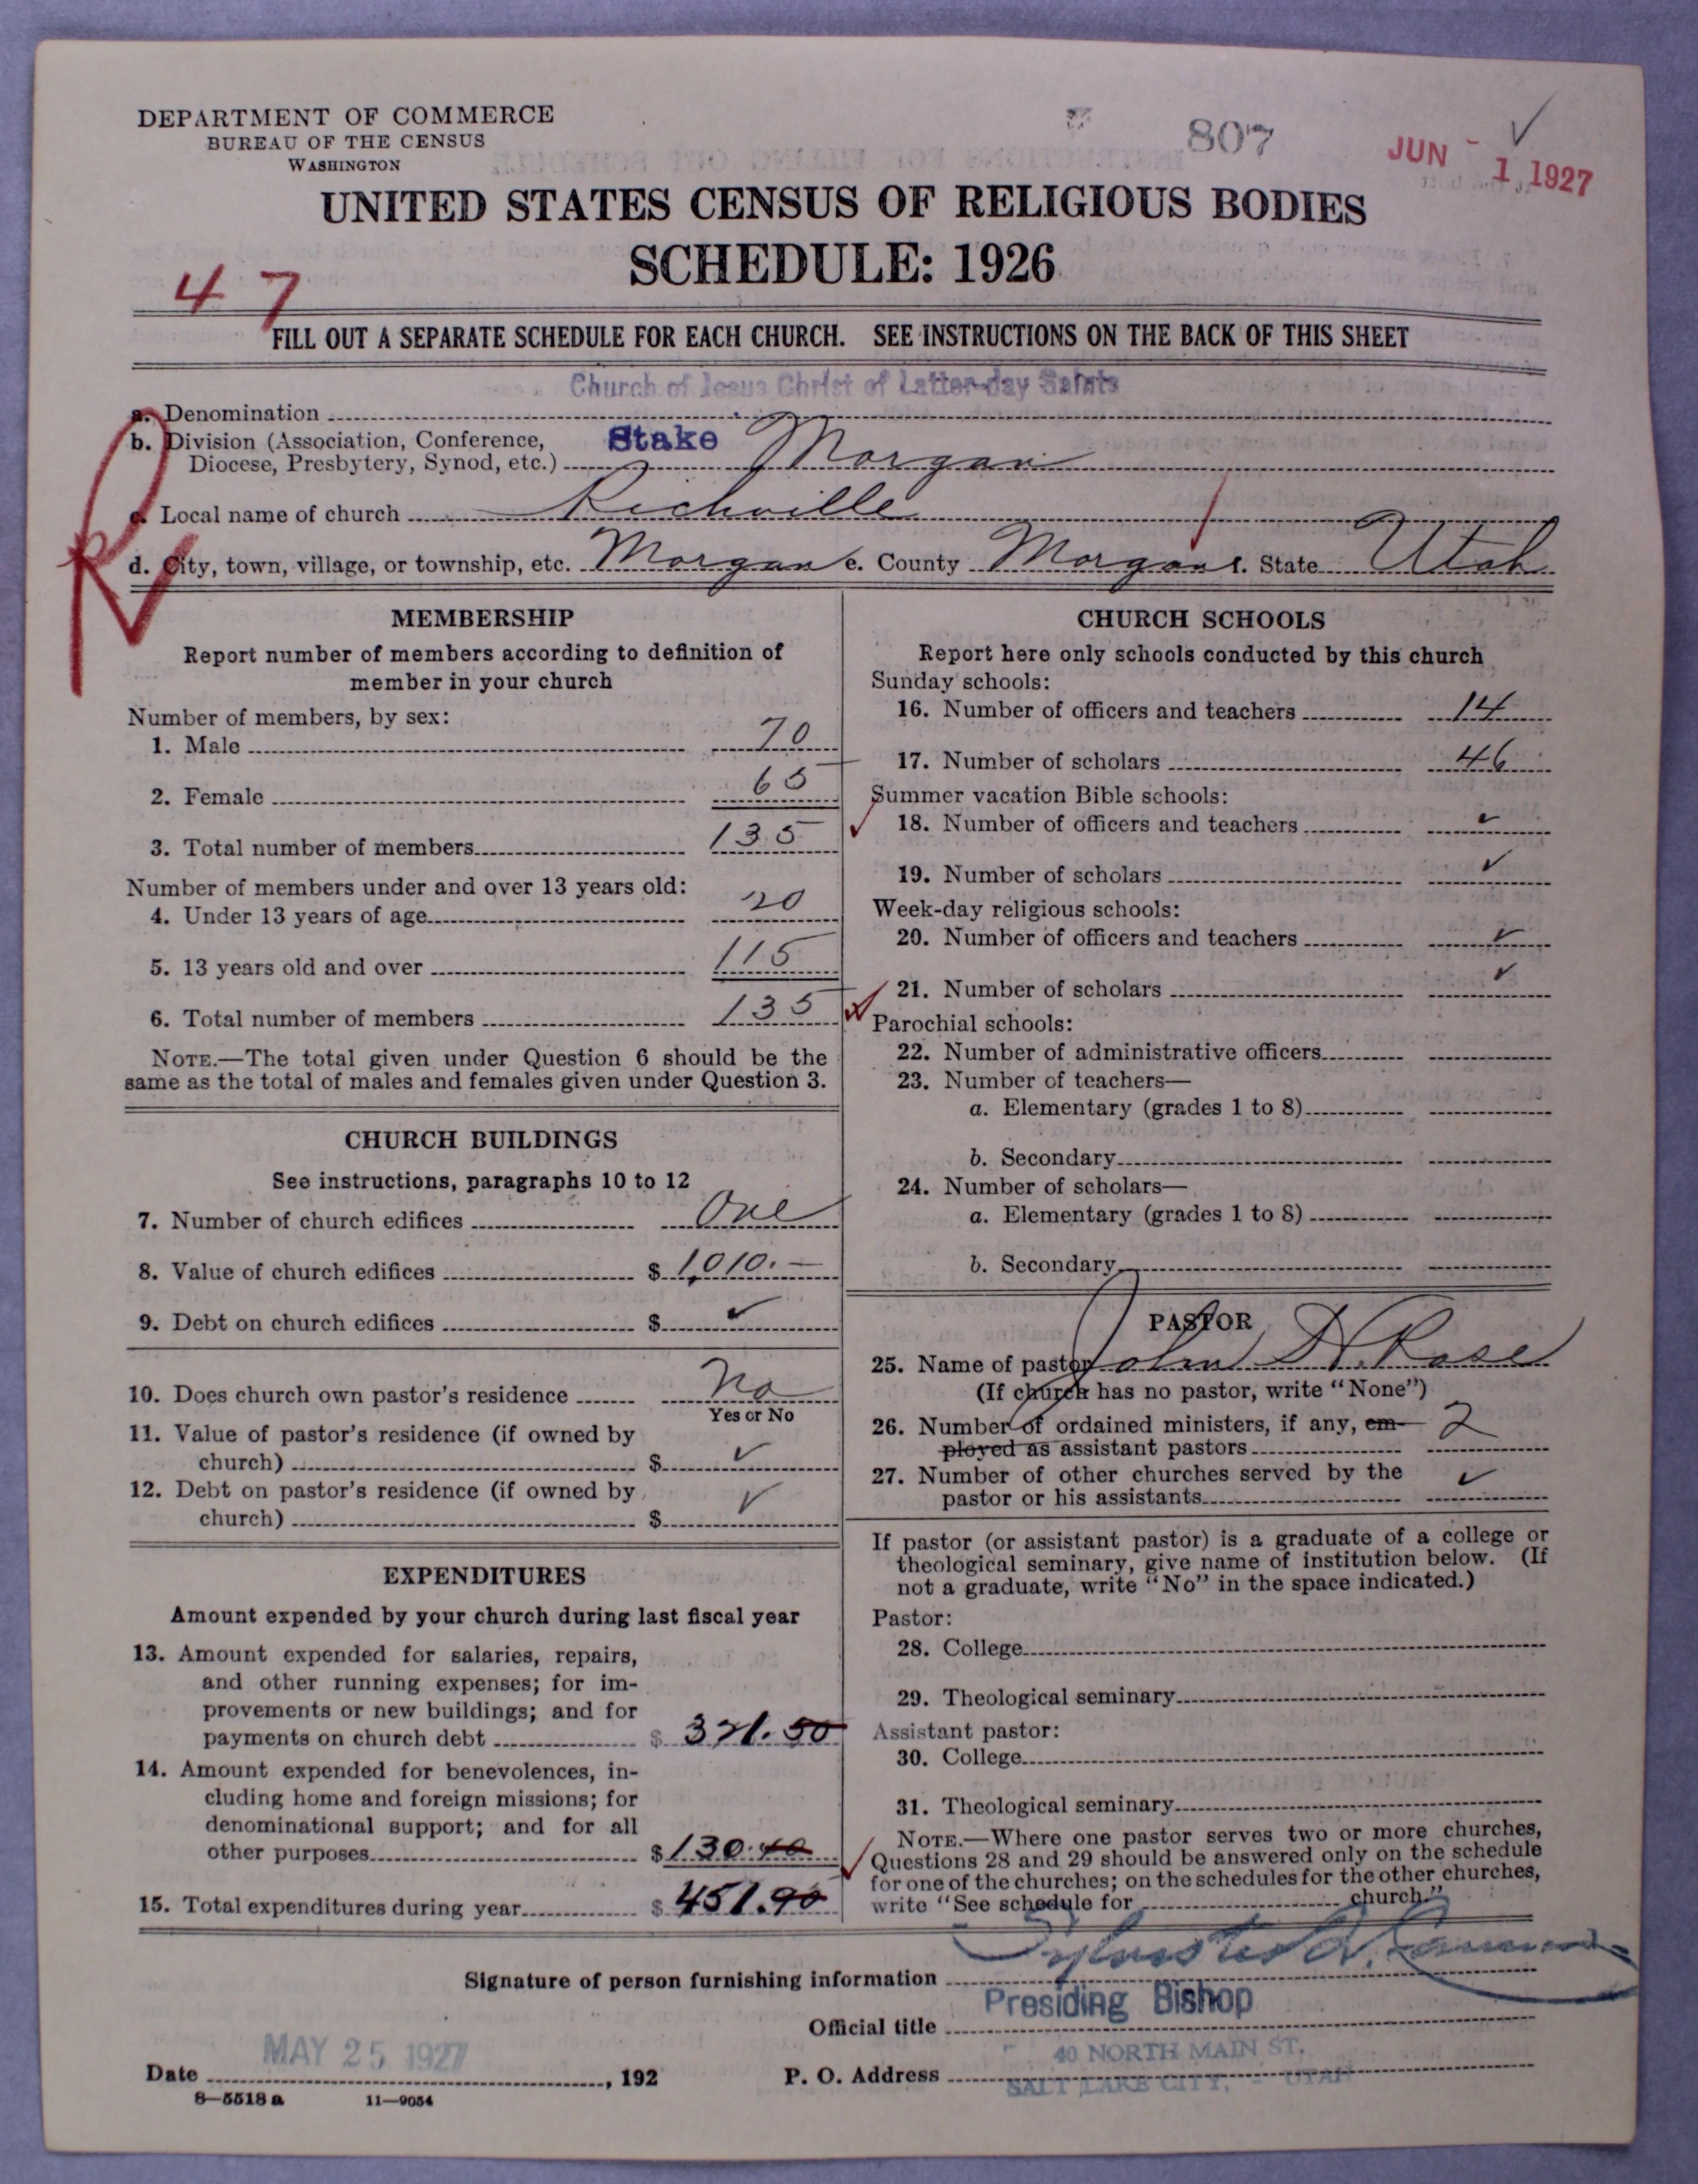 DEPARTMENT OF COMMERCE
BUREAU OF THE CENSUS
WASHINGTON
807
JUN - 1 1927
UNITED STATES CENSUS OF RELIGIOUS BODIES
SCHEDULE: 1926
47
FILL OUT A SEPARATE SCHEDULE FOR EACH CHURCH. SEE INSTRUCTIONS ON THE BACK OF THIS SHEET
Church of Jesus Christ of Latter-day Saints
a. Denomination
b. Division (Association, Conference, Stake Morgan
Diocese, Presbytery, Synod, etc.)
c. Local name of church Richville
d. City, town, village, or township, etc. Morgan e. County Morgan f. State Utah
MEMBERSHIP
Report number of members according to definition of
member in your church
Number of members, by sex:
1. Male 70
2. Female 65
3. Total number of members 135
Number of members under and over 13 years old:
4. Under 13 years of age 20
5. 13 years old and over 115
6. Total number of members 135
NOTE.—The total given under Question 6 should be the
same as the total of males and females given under Question 3.
CHURCH BUILDINGS
See instructions, paragraphs 10 to 12
7. Number of church edifices One
8. Value of church edifices $ 1,010.—
9. Debt on church edifices $ ✓
10. Does church own pastor's residence No
Yes or No
11. Value of pastor's residence (if owned by
church) $ ✓
12. Debt on pastor's residence (if owned by
church) $ ✓
EXPENDITURES
Amount expended by your church during last fiscal year
13. Amount expended for salaries, repairs,
and other running expenses; for im-
provements or new buildings; and for
payments on church debt $ 321.50
14. Amount expended for benevolences, in-
cluding home and foreign missions; for
denominational support; and for all
other purposes $ 130.40
15. Total expenditures during year $ 451.90
CHURCH SCHOOLS
Report here only schools conducted by this church
Sunday schools:
16. Number of officers and teachers 14
17. Number of scholars 46
Summer vacation Bible schools:
18. Number of officers and teachers ✓
19. Number of scholars ✓
Week-day religious schools:
20. Number of officers and teachers ✓
21. Number of scholars ✓
Parochial schools:
22. Number of administrative officers
23. Number of teachers—
a. Elementary (grades 1 to 8)
b. Secondary
24. Number of scholars—
a. Elementary (grades 1 to 8)
b. Secondary
PASTOR
25. Name of pastor John H. Rose
(If church has no pastor, write "None")
26. Number of ordained ministers, if any, em-
ployed as assistant pastors 2
27. Number of other churches served by the
pastor or his assistants ✓
If pastor (or assistant pastor) is a graduate of a college or
theological seminary, give name of institution below. (If
not a graduate, write "No" in the space indicated.)
Pastor:
28. College
29. Theological seminary
Assistant pastor:
30. College
31. Theological seminary
NOTE.—Where one pastor serves two or more churches,
Questions 28 and 29 should be answered only on the schedule
for one of the churches; on the schedules for the other churches,
write "See schedule for church."
Signature of person furnishing information Sylvester Q. Cannon
Presiding Bishop
Official title
MAY 25 1927
40 NORTH MAIN ST.
Date , 192 P. O. Address
SALT LAKE CITY, - UTAH
8—5518 a 11—9054